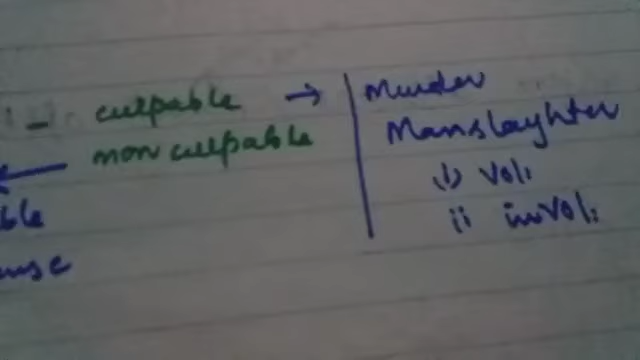 - culpable → | Murder
non culpable Manslaughter
← (i) Vol:
ii invol: